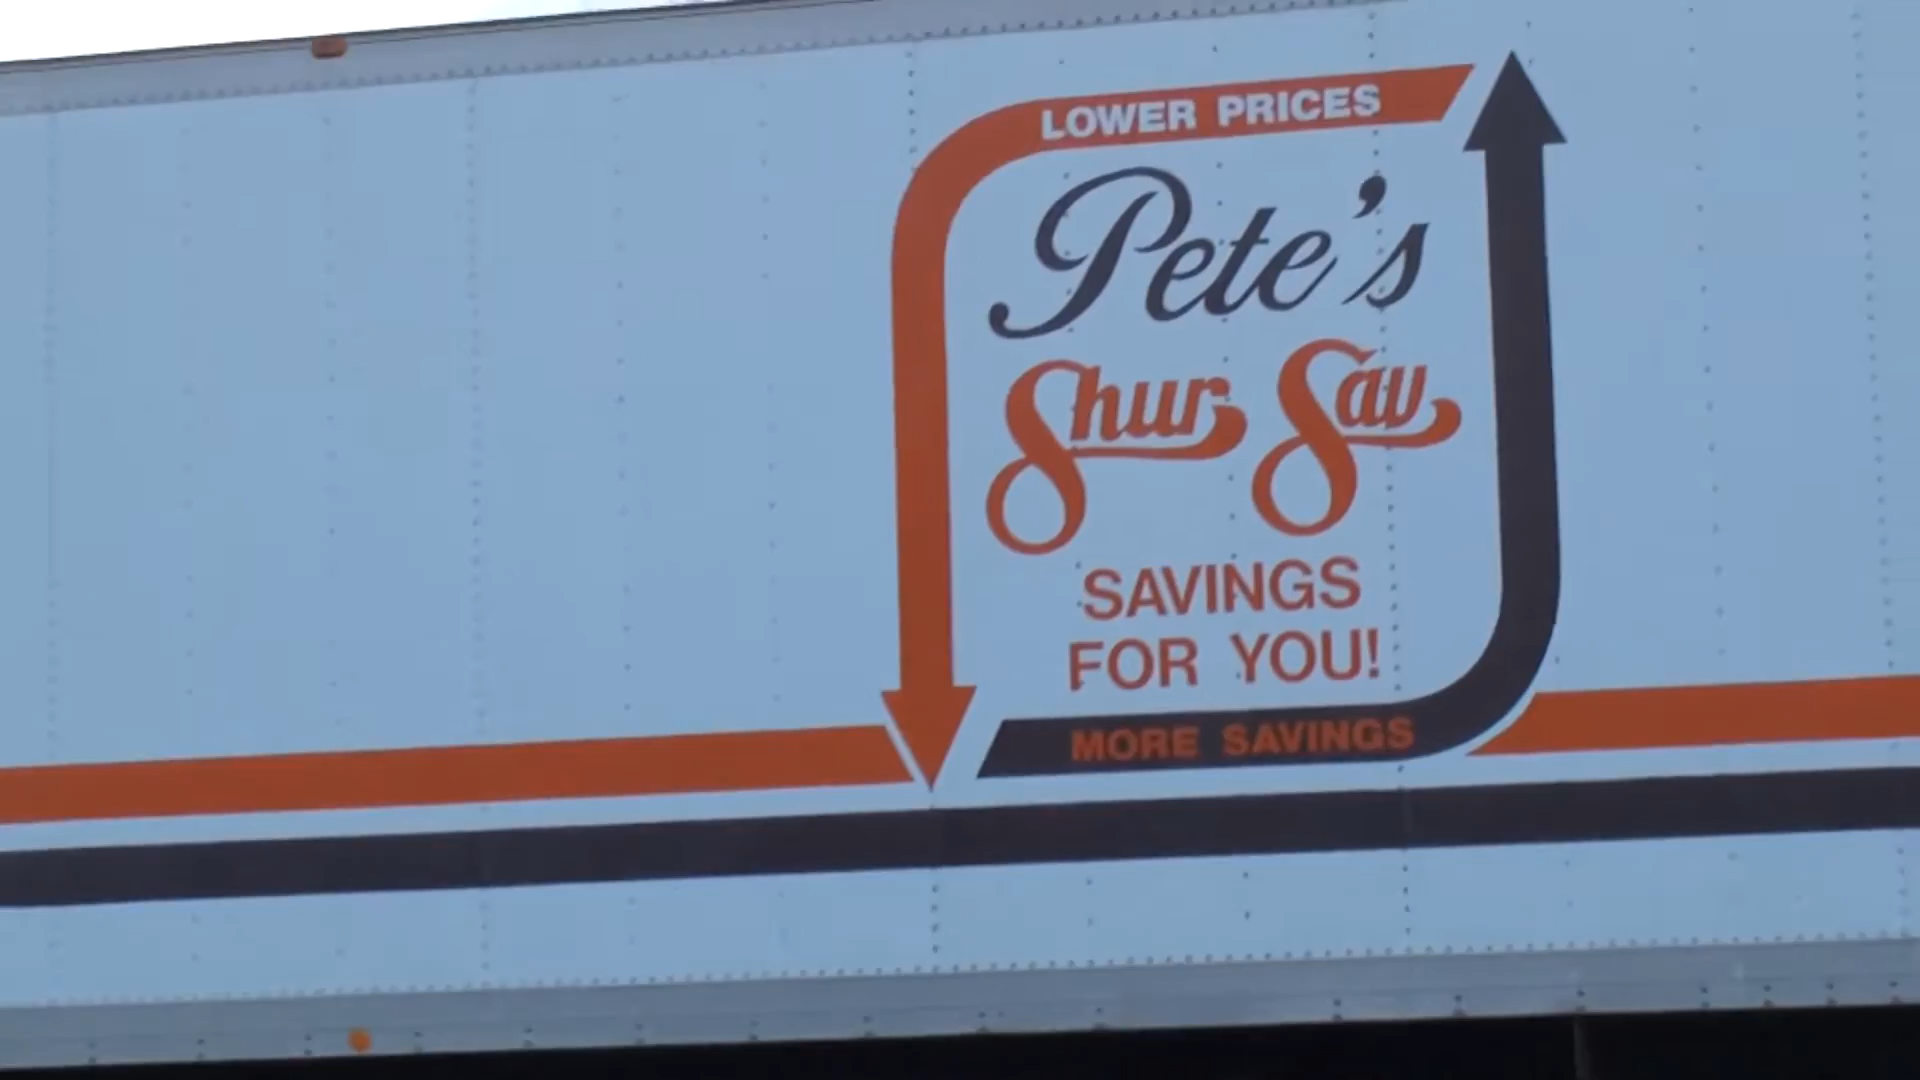 LOWER PRICES
Pete's
Shur Sav
SAVINGS
FOR YOU!
MORE SAVINGS